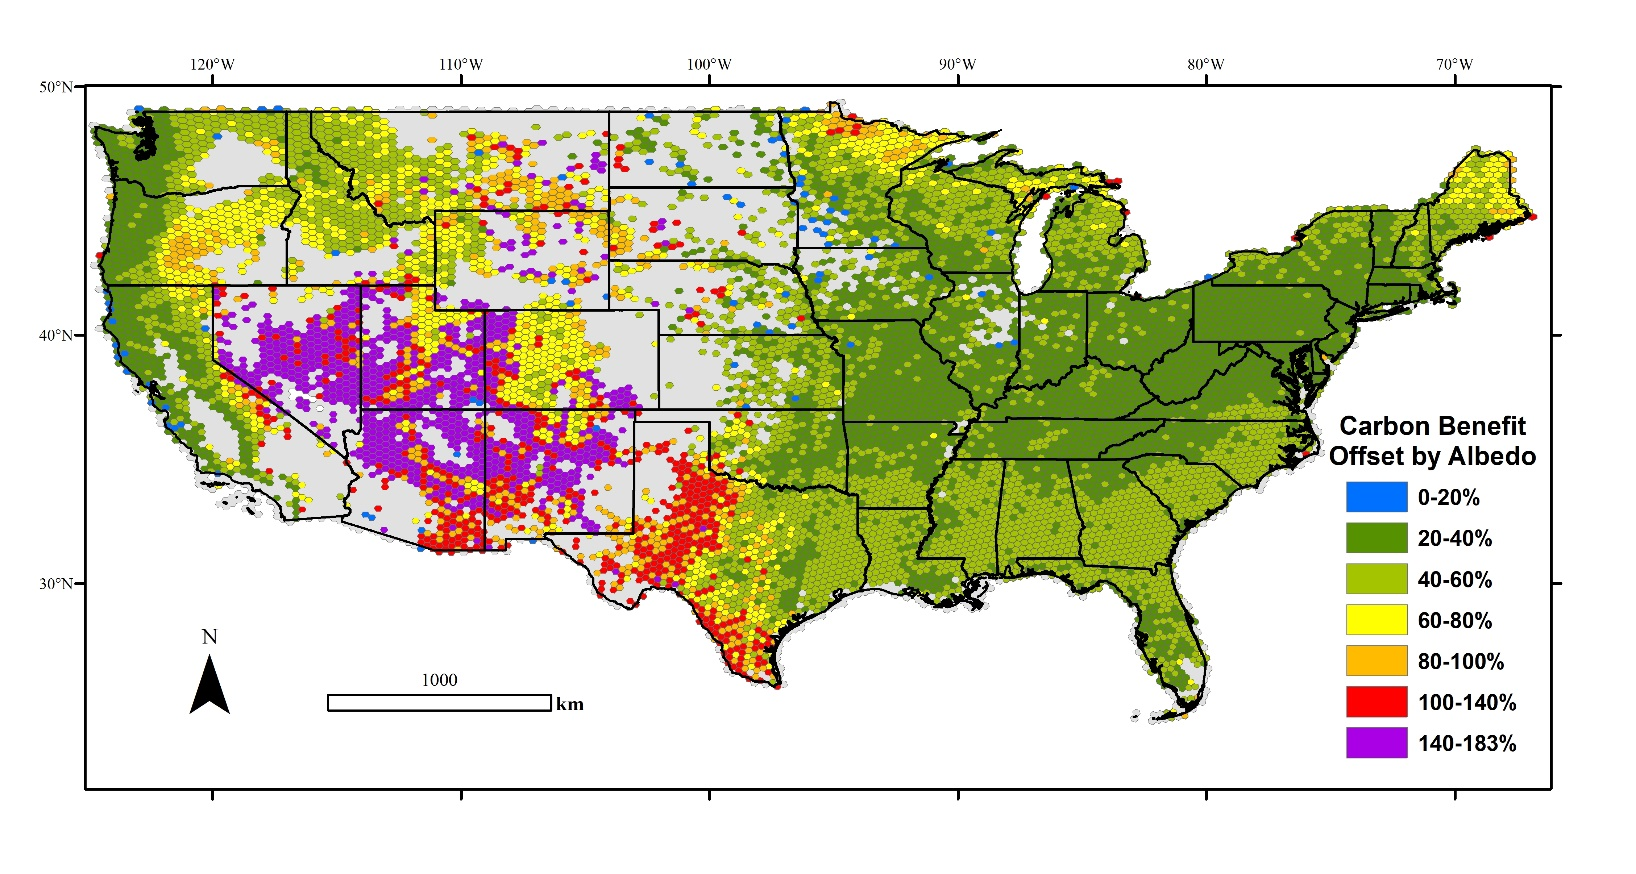 120°W 110°W 100°W 90°W 80°W 70°W
50°N
40°N
30°N
Carbon Benefit
Offset by Albedo
0-20%
20-40%
40-60%
60-80%
80-100%
100-140%
140-183%
N
1000
km